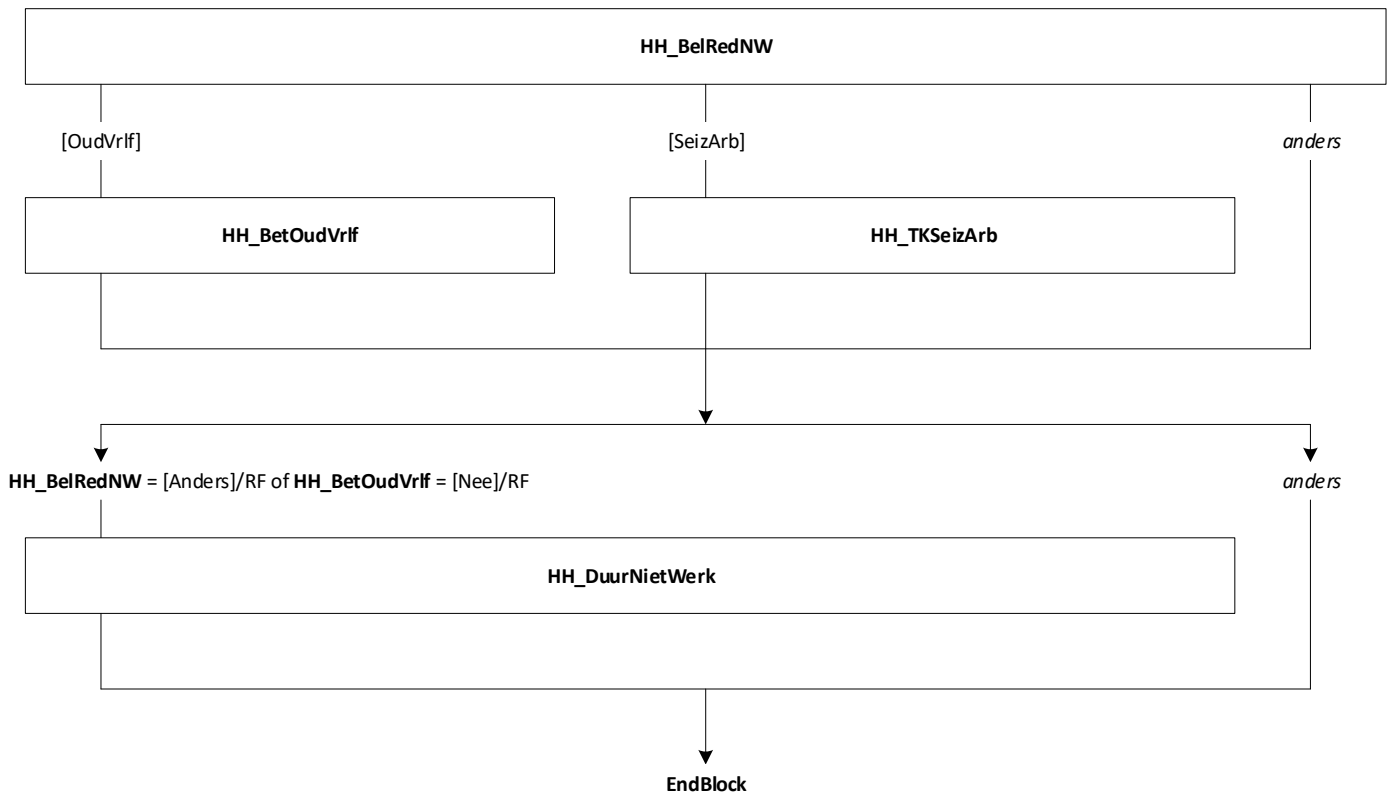 HH_BelRedNW
[OudVrlf] [SeizArb] anders
HH_BetOudVrlf HH_TKSeizArb
HH_BelRedNW = [Anders]/RF of HH_BetOudVrlf = [Nee]/RF anders
HH_DuurNietWerk
EndBlock